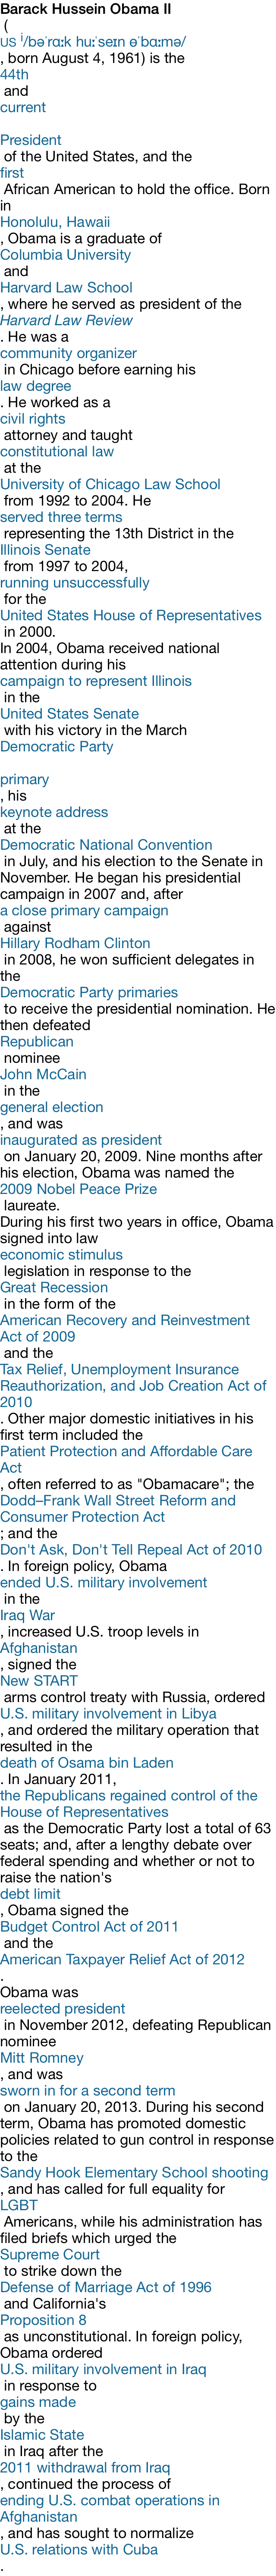 Barack Hussein Obama II
(
US i/bəˈrɑːk huːˈseɪn ɵˈbɑːmə/
, born August 4, 1961) is the
44th
and
current
President
of the United States, and the
first
African American to hold the office. Born
in
Honolulu, Hawaii
, Obama is a graduate of
Columbia University
and
Harvard Law School
, where he served as president of the
Harvard Law Review
. He was a
community organizer
in Chicago before earning his
law degree
. He worked as a
civil rights
attorney and taught
constitutional law
at the
University of Chicago Law School
from 1992 to 2004. He
served three terms
representing the 13th District in the
Illinois Senate
from 1997 to 2004,
running unsuccessfully
for the
United States House of Representatives
in 2000.
In 2004, Obama received national
attention during his
campaign to represent Illinois
in the
United States Senate
with his victory in the March
Democratic Party
primary
, his
keynote address
at the
Democratic National Convention
in July, and his election to the Senate in
November. He began his presidential
campaign in 2007 and, after
a close primary campaign
against
Hillary Rodham Clinton
in 2008, he won sufficient delegates in
the
Democratic Party primaries
to receive the presidential nomination. He
then defeated
Republican
nominee
John McCain
in the
general election
, and was
inaugurated as president
on January 20, 2009. Nine months after
his election, Obama was named the
2009 Nobel Peace Prize
laureate.
During his first two years in office, Obama
signed into law
economic stimulus
legislation in response to the
Great Recession
in the form of the
American Recovery and Reinvestment
Act of 2009
and the
Tax Relief, Unemployment Insurance
Reauthorization, and Job Creation Act of
2010
. Other major domestic initiatives in his
first term included the
Patient Protection and Affordable Care
Act
, often referred to as "Obamacare"; the
Dodd–Frank Wall Street Reform and
Consumer Protection Act
; and the
Don't Ask, Don't Tell Repeal Act of 2010
. In foreign policy, Obama
ended U.S. military involvement
in the
Iraq War
, increased U.S. troop levels in
Afghanistan
, signed the
New START
arms control treaty with Russia, ordered
U.S. military involvement in Libya
, and ordered the military operation that
resulted in the
death of Osama bin Laden
. In January 2011,
the Republicans regained control of the
House of Representatives
as the Democratic Party lost a total of 63
seats; and, after a lengthy debate over
federal spending and whether or not to
raise the nation's
debt limit
, Obama signed the
Budget Control Act of 2011
and the
American Taxpayer Relief Act of 2012
.
Obama was
reelected president
in November 2012, defeating Republican
nominee
Mitt Romney
, and was
sworn in for a second term
on January 20, 2013. During his second
term, Obama has promoted domestic
policies related to gun control in response
to the
Sandy Hook Elementary School shooting
, and has called for full equality for
LGBT
Americans, while his administration has
filed briefs which urged the
Supreme Court
to strike down the
Defense of Marriage Act of 1996
and California's
Proposition 8
as unconstitutional. In foreign policy,
Obama ordered
U.S. military involvement in Iraq
in response to
gains made
by the
Islamic State
in Iraq after the
2011 withdrawal from Iraq
, continued the process of
ending U.S. combat operations in
Afghanistan
, and has sought to normalize
U.S. relations with Cuba
.